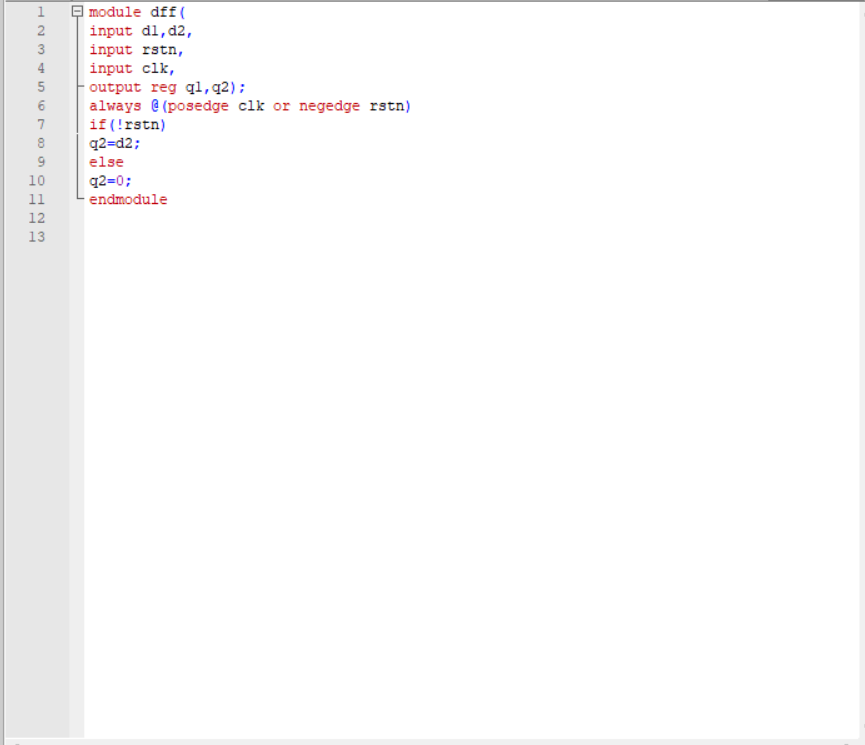 1 module dff(
2 input d1,d2,
3 input rstn,
4 input clk,
5 output reg q1,q2);
6 always @(posedge clk or negedge rstn)
7 if(!rstn)
8 q2=d2;
9 else
10 q2=0;
11 endmodule
12
13